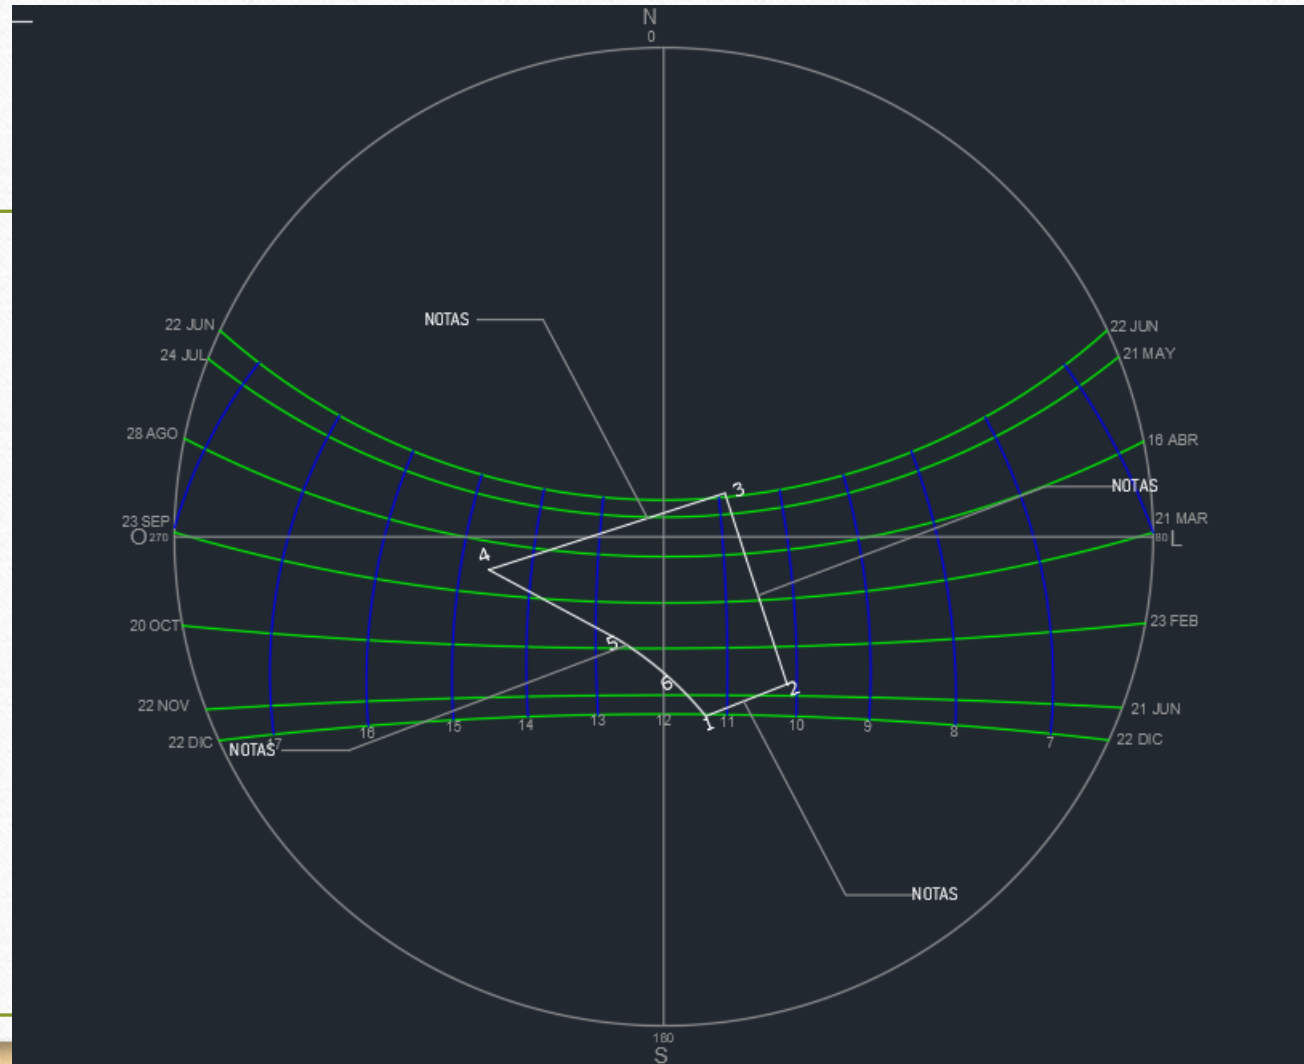 N
0
NOTAS
22 JUN
22 JUN
24 JUL
21 MAY
28 AGO
16 ABR
3
NOTAS
23 SEP
21 MAR
O 270
80 L
4
20 OCT
23 FEB
5
6
2
22 NOV
21 JUN
1
17 16 15 14 13 12 11 10 9 8 7
22 DIC
22 DIC
NOTAS
NOTAS
180
S